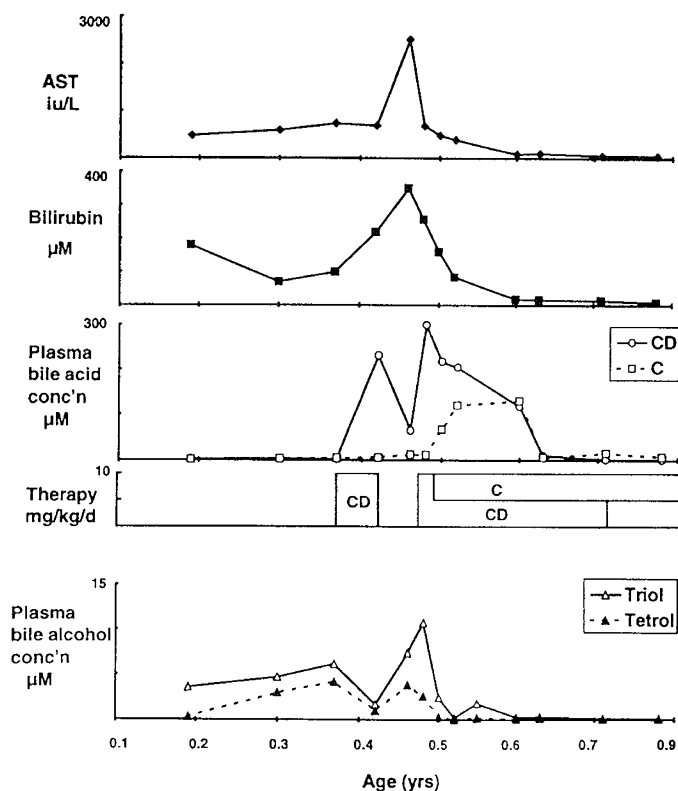 3000
AST
iu/L
400
Bilirubin
µM
300
Plasma
bile acid
conc'n
µM
CD
C
10
Therapy
mg/kg/d
CD
C
CD
15
Plasma
bile alcohol
conc'n
µM
Triol
Tetrol
0.1 0.2 0.3 0.4 0.5 0.6 0.7 0.8 0.9
Age (yrs)